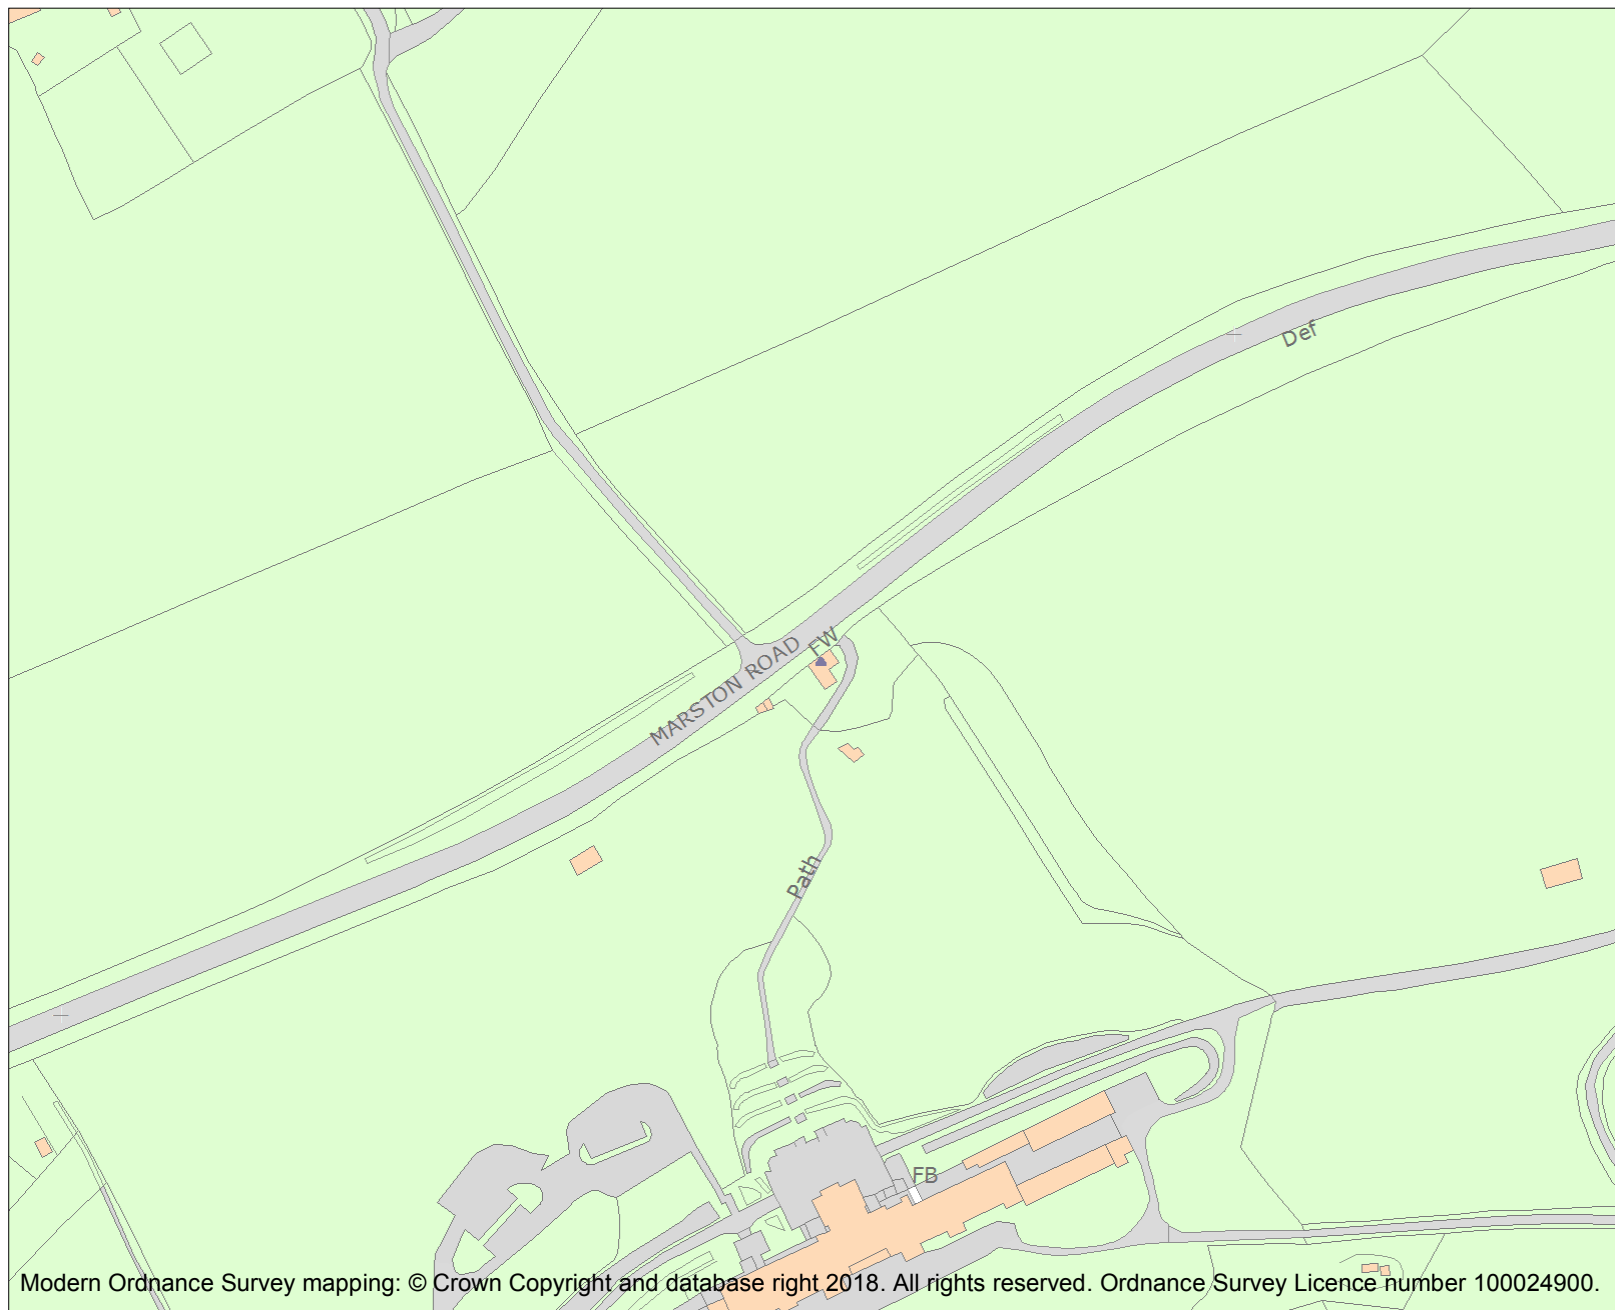 Def
FW
MARSTON ROAD
Path
FB
Modern Ordnance Survey mapping: © Crown Copyright and database right 2018. All rights reserved. Ordnance Survey Licence number 100024900.